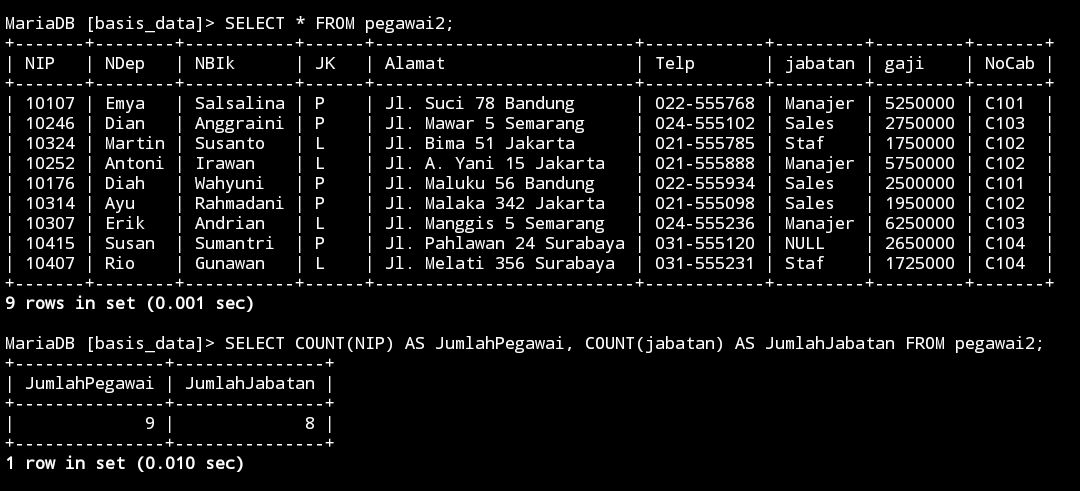 MariaDB [basis_data]> SELECT * FROM pegawai2;
+-------+--------+-----------+------+--------------------------+------------+---------+---------+-------+
| NIP   | NDep   | NBIk      | JK   | Alamat                   | Telp       | jabatan | gaji    | NoCab |
+-------+--------+-----------+------+--------------------------+------------+---------+---------+-------+
| 10107 | Emya   | Salsalina | P    | Jl. Suci 78 Bandung      | 022-555768 | Manajer | 5250000 | C101  |
| 10246 | Dian   | Anggraini | P    | Jl. Mawar 5 Semarang     | 024-555102 | Sales   | 2750000 | C103  |
| 10324 | Martin | Susanto   | L    | Jl. Bima 51 Jakarta      | 021-555785 | Staf    | 1750000 | C102  |
| 10252 | Antoni | Irawan    | L    | Jl. A. Yani 15 Jakarta   | 021-555888 | Manajer | 5750000 | C102  |
| 10176 | Diah   | Wahyuni   | P    | Jl. Maluku 56 Bandung    | 022-555934 | Sales   | 2500000 | C101  |
| 10314 | Ayu    | Rahmadani | P    | Jl. Malaka 342 Jakarta   | 021-555098 | Sales   | 1950000 | C102  |
| 10307 | Erik   | Andrian   | L    | Jl. Manggis 5 Semarang   | 024-555236 | Manajer | 6250000 | C103  |
| 10415 | Susan  | Sumantri  | P    | Jl. Pahlawan 24 Surabaya | 031-555120 | NULL    | 2650000 | C104  |
| 10407 | Rio    | Gunawan   | L    | Jl. Melati 356 Surabaya  | 031-555231 | Staf    | 1725000 | C104  |
+-------+--------+-----------+------+--------------------------+------------+---------+---------+-------+
9 rows in set (0.001 sec)
MariaDB [basis_data]> SELECT COUNT(NIP) AS JumlahPegawai, COUNT(jabatan) AS JumlahJabatan FROM pegawai2;
+---------------+---------------+
| JumlahPegawai | JumlahJabatan |
+---------------+---------------+
|             9 |             8 |
+---------------+---------------+
1 row in set (0.010 sec)